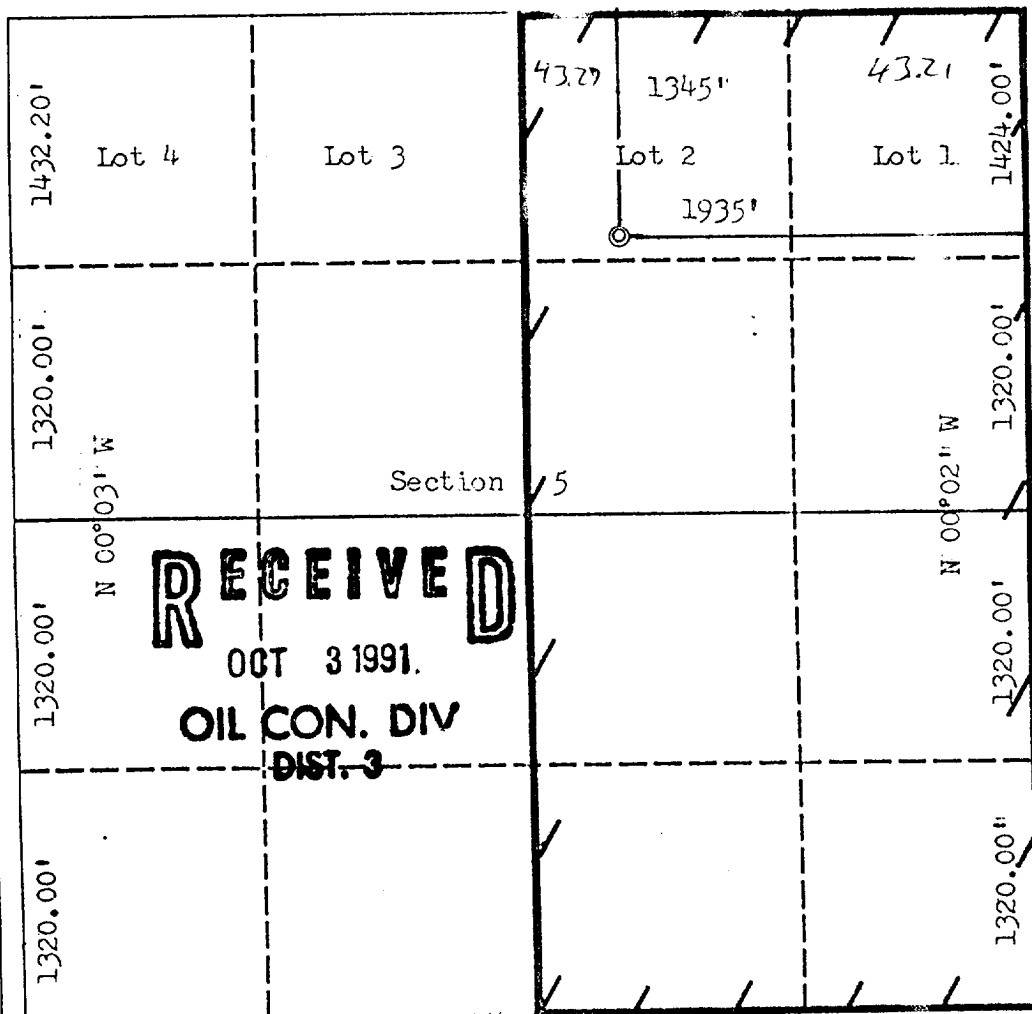 43.29
1345"
43.21
1432.20'
Lot 4
Lot 3
Lot 2
Lot 1
1424.00'
1935'
1320.00'
1320.00'
N 00°03' W
Section 5
N 00°02" W
RECEIVED
OCT 3 1991.
OIL CON. DIV
DIST. 3
1320.00'
1320.00'
1320.00'
1320.00"